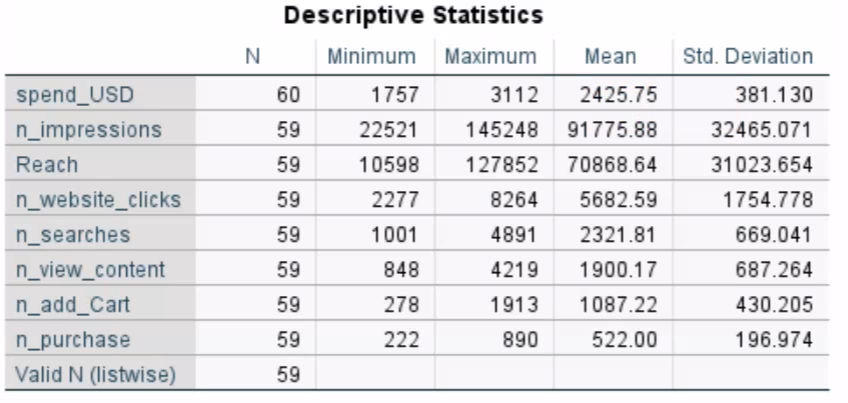 Descriptive Statistics
N Minimum Maximum Mean Std. Deviation
spend_USD 60 1757 3112 2425.75 381.130
n_impressions 59 22521 145248 91775.88 32465.071
Reach 59 10598 127852 70868.64 31023.654
n_website_clicks 59 2277 8264 5682.59 1754.778
n_searches 59 1001 4891 2321.81 669.041
n_view_content 59 848 4219 1900.17 687.264
n_add_Cart 59 278 1913 1087.22 430.205
n_purchase 59 222 890 522.00 196.974
Valid N (listwise) 59